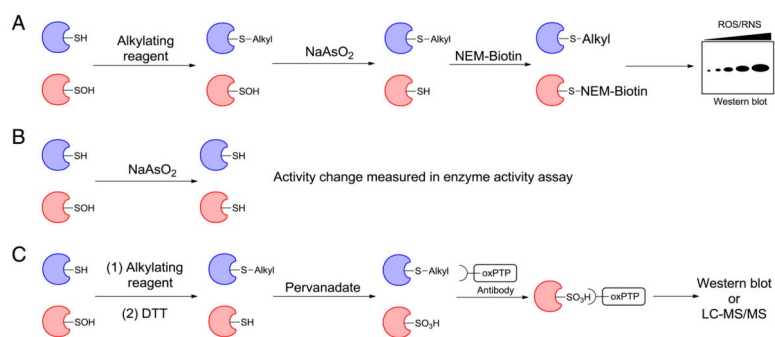 A
SH
SOH
Alkylating
reagent
S-Alkyl
SOH
NaAsO₂
S-Alkyl
SH
NEM-Biotin
S-Alkyl
S-NEM-Biotin
ROS/RNS
Western blot
B
SH
SOH
NaAsO₂
SH
SH
Activity change measured in enzyme activity assay
C
SH
SOH
(1) Alkylating
reagent
(2) DTT
S-Alkyl
SH
Pervanadate
S-Alkyl
SO₃H
oxPTP
Antibody
SO₃H
oxPTP
Western blot
or
LC-MS/MS